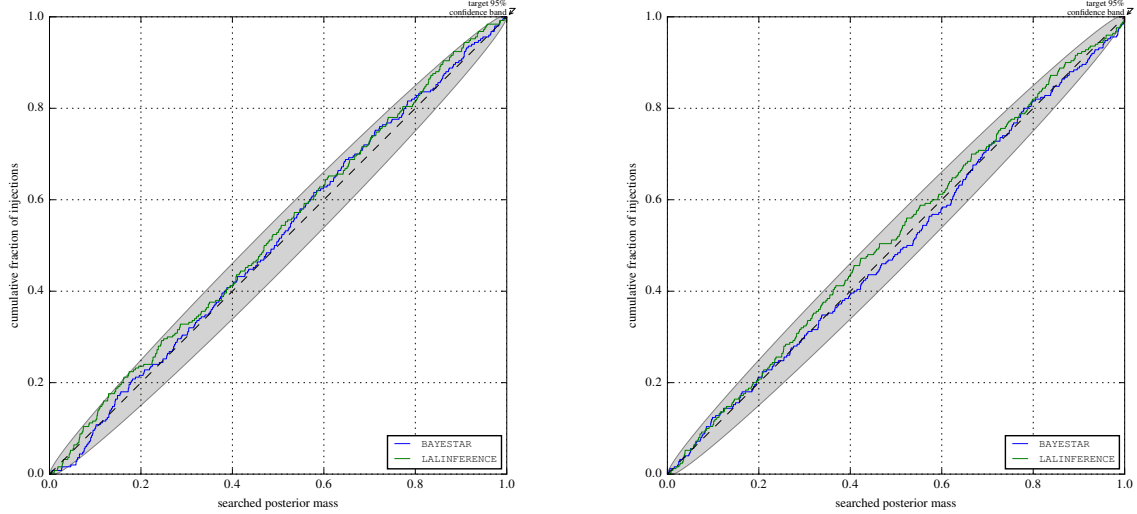 target 95%
confidence band
1.0
0.8
0.6
0.4
0.2
0.0
cumulative fraction of injections
BAYESTAR
LALINFERENCE
0.0 0.2 0.4 0.6 0.8 1.0
searched posterior mass
target 95%
confidence band
1.0
0.8
0.6
0.4
0.2
0.0
cumulative fraction of injections
BAYESTAR
LALINFERENCE
0.0 0.2 0.4 0.6 0.8 1.0
searched posterior mass